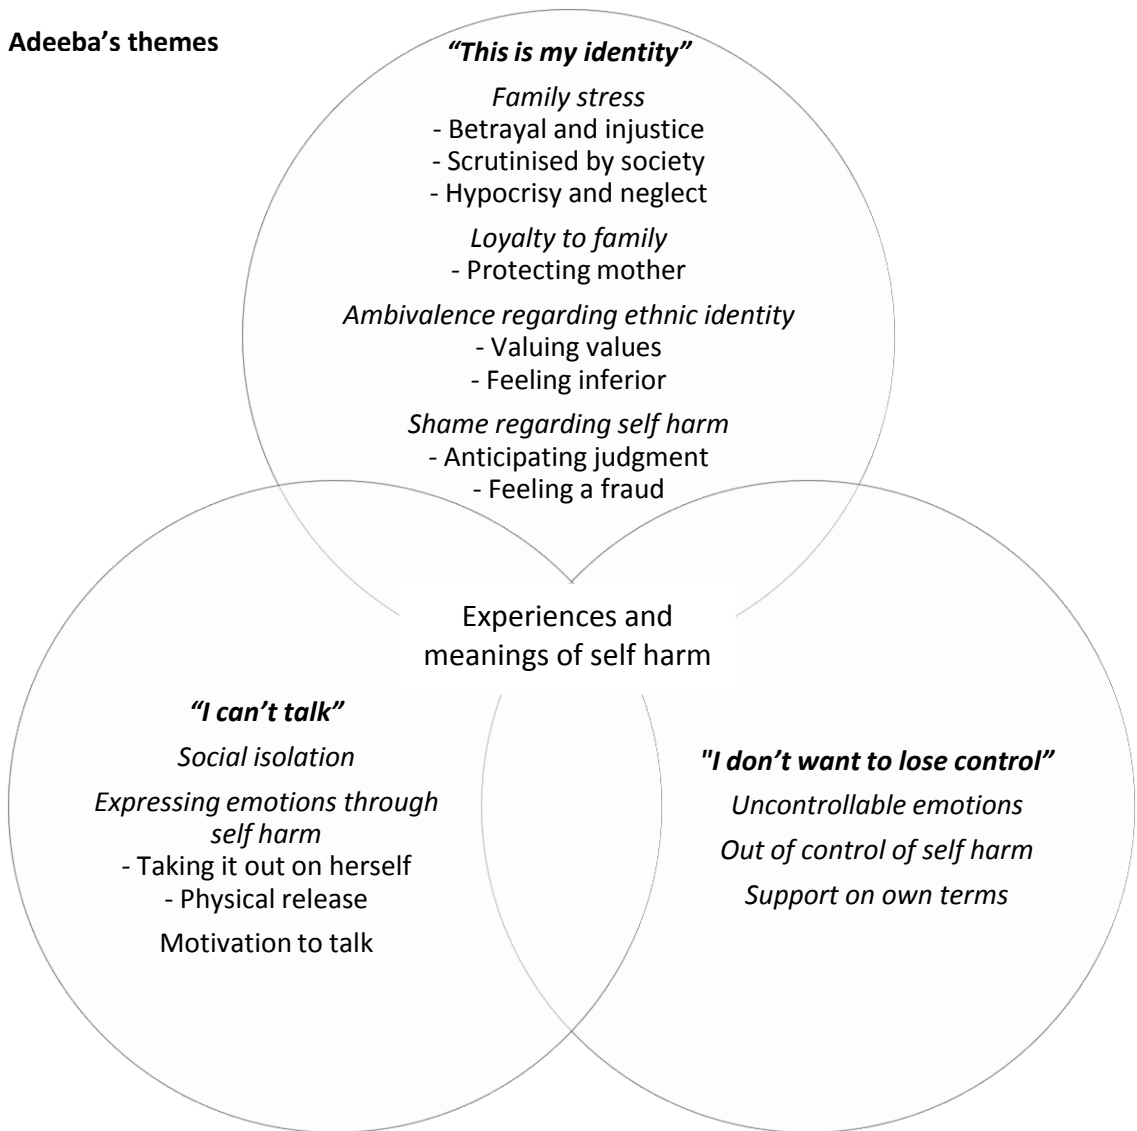 Adeeba’s themes
“This is my identity”
Family stress
- Betrayal and injustice
- Scrutinised by society
- Hypocrisy and neglect
Loyalty to family
- Protecting mother
Ambivalence regarding ethnic identity
- Valuing values
- Feeling inferior
Shame regarding self harm
- Anticipating judgment
- Feeling a fraud
Experiences and
meanings of self harm
“I can’t talk”
Social isolation
Expressing emotions through
self harm
- Taking it out on herself
- Physical release
Motivation to talk
"I don’t want to lose control”
Uncontrollable emotions
Out of control of self harm
Support on own terms